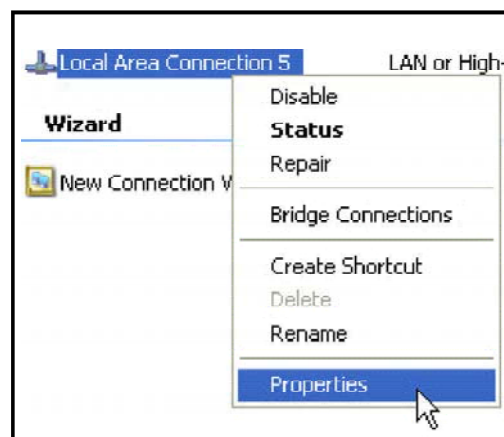 Local Area Connection 5 LAN or High-
Disable
Wizard
Status
Repair
New Connection W
Bridge Connections
Create Shortcut
Delete
Rename
Properties